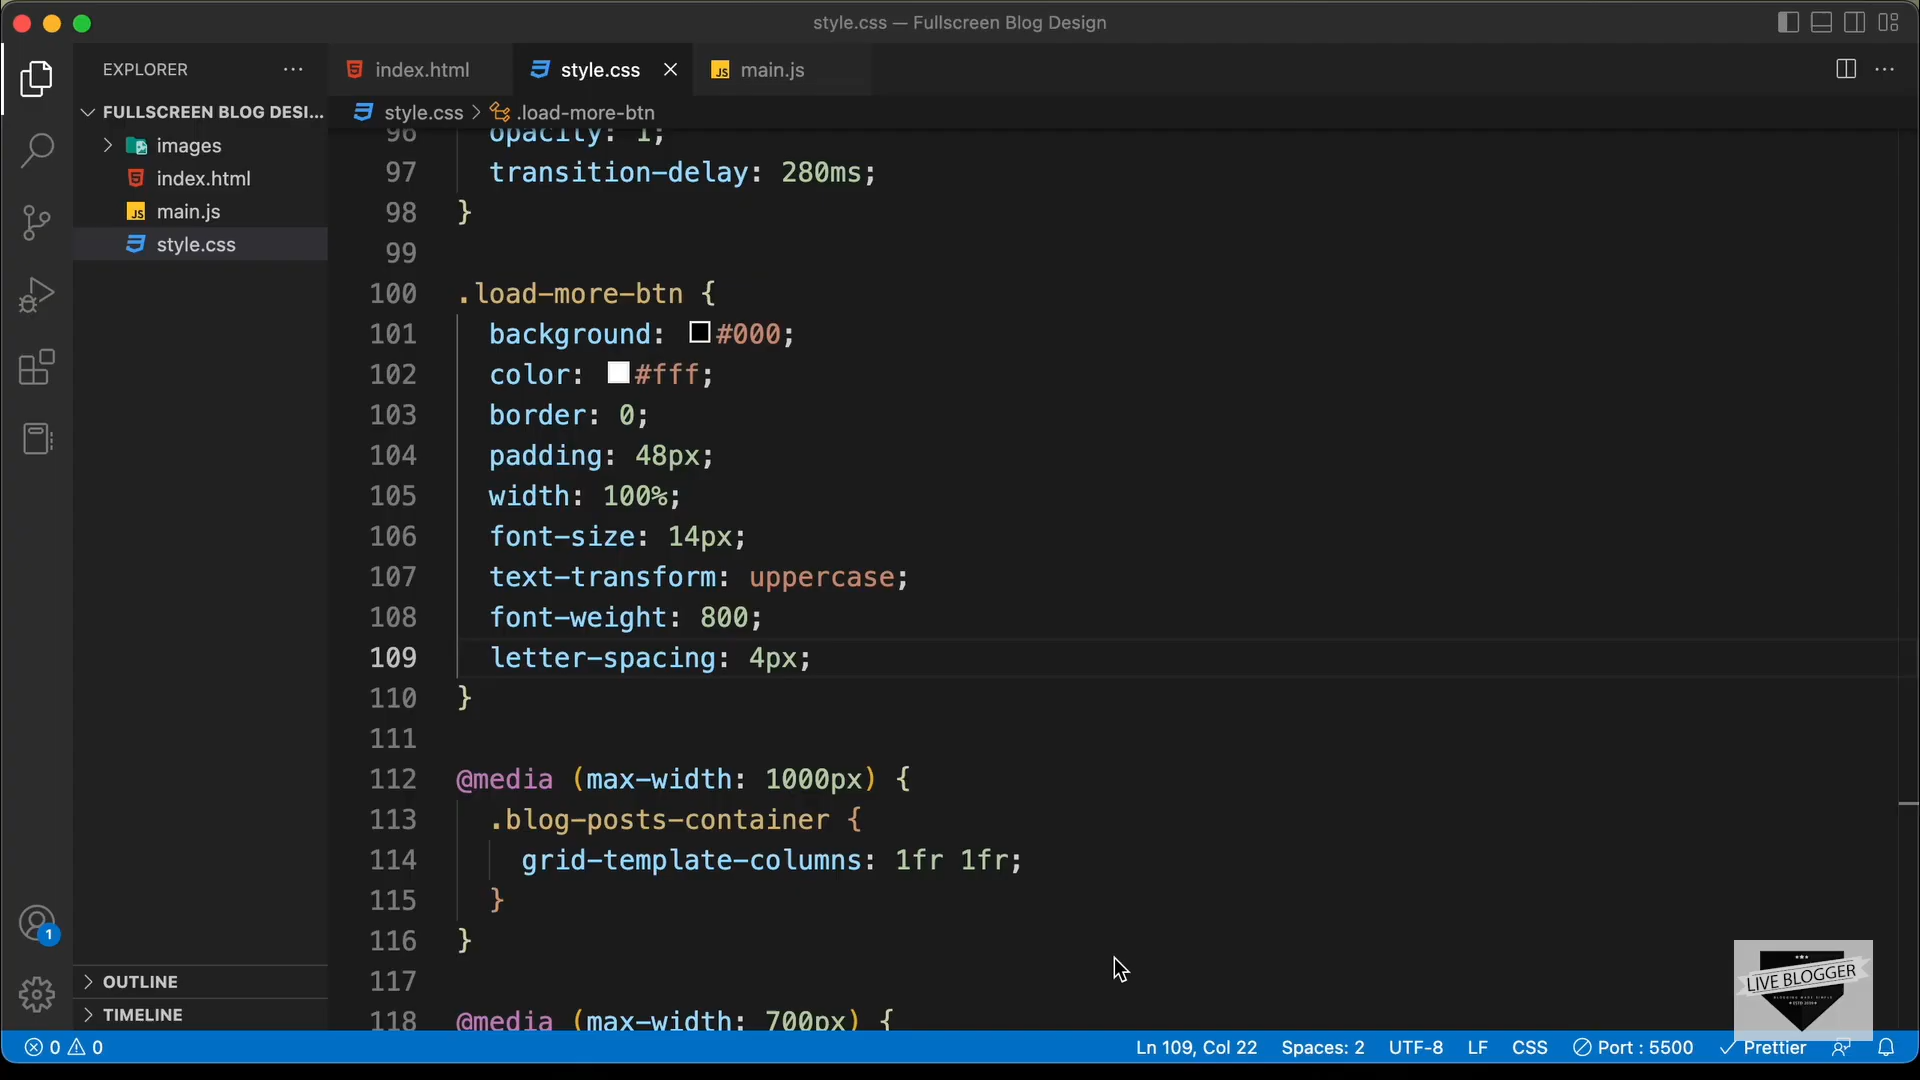 style.css — Fullscreen Blog Design
EXPLORER
index.html
style.css
main.js
FULLSCREEN BLOG DESI...
style.css > .load-more-btn
images
index.html
main.js
style.css
96 opacity: 1;
97 transition-delay: 280ms;
98 }
99
100 .load-more-btn {
101 background: #000;
102 color: #fff;
103 border: 0;
104 padding: 48px;
105 width: 100%;
106 font-size: 14px;
107 text-transform: uppercase;
108 font-weight: 800;
109 letter-spacing: 4px;
110 }
111
112 @media (max-width: 1000px) {
113 .blog-posts-container {
114 grid-template-columns: 1fr 1fr;
115 }
116 }
117
118 @media (max-width: 700px) {
1
OUTLINE
TIMELINE
LIVE BLOGGER
0 0 Ln 109, Col 22 Spaces: 2 UTF-8 LF CSS Port : 5500 Prettier